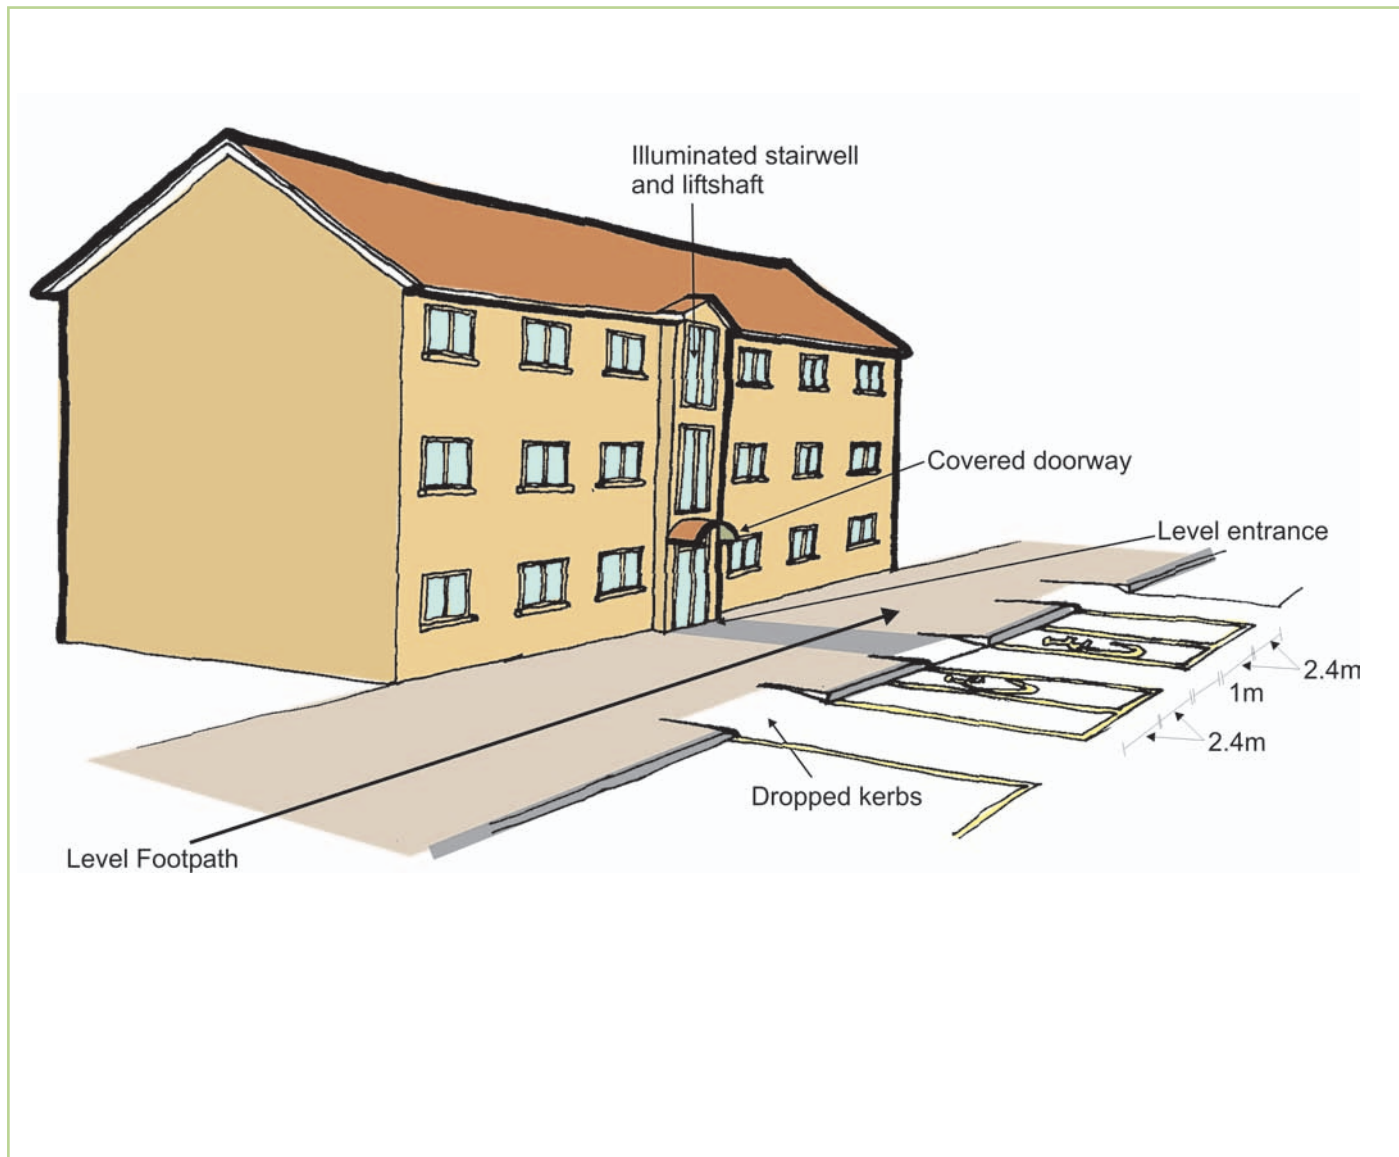 Illuminated stairwell
and liftshaft
Covered doorway
Level entrance
2.4m
1m
2.4m
Dropped kerbs
Level Footpath